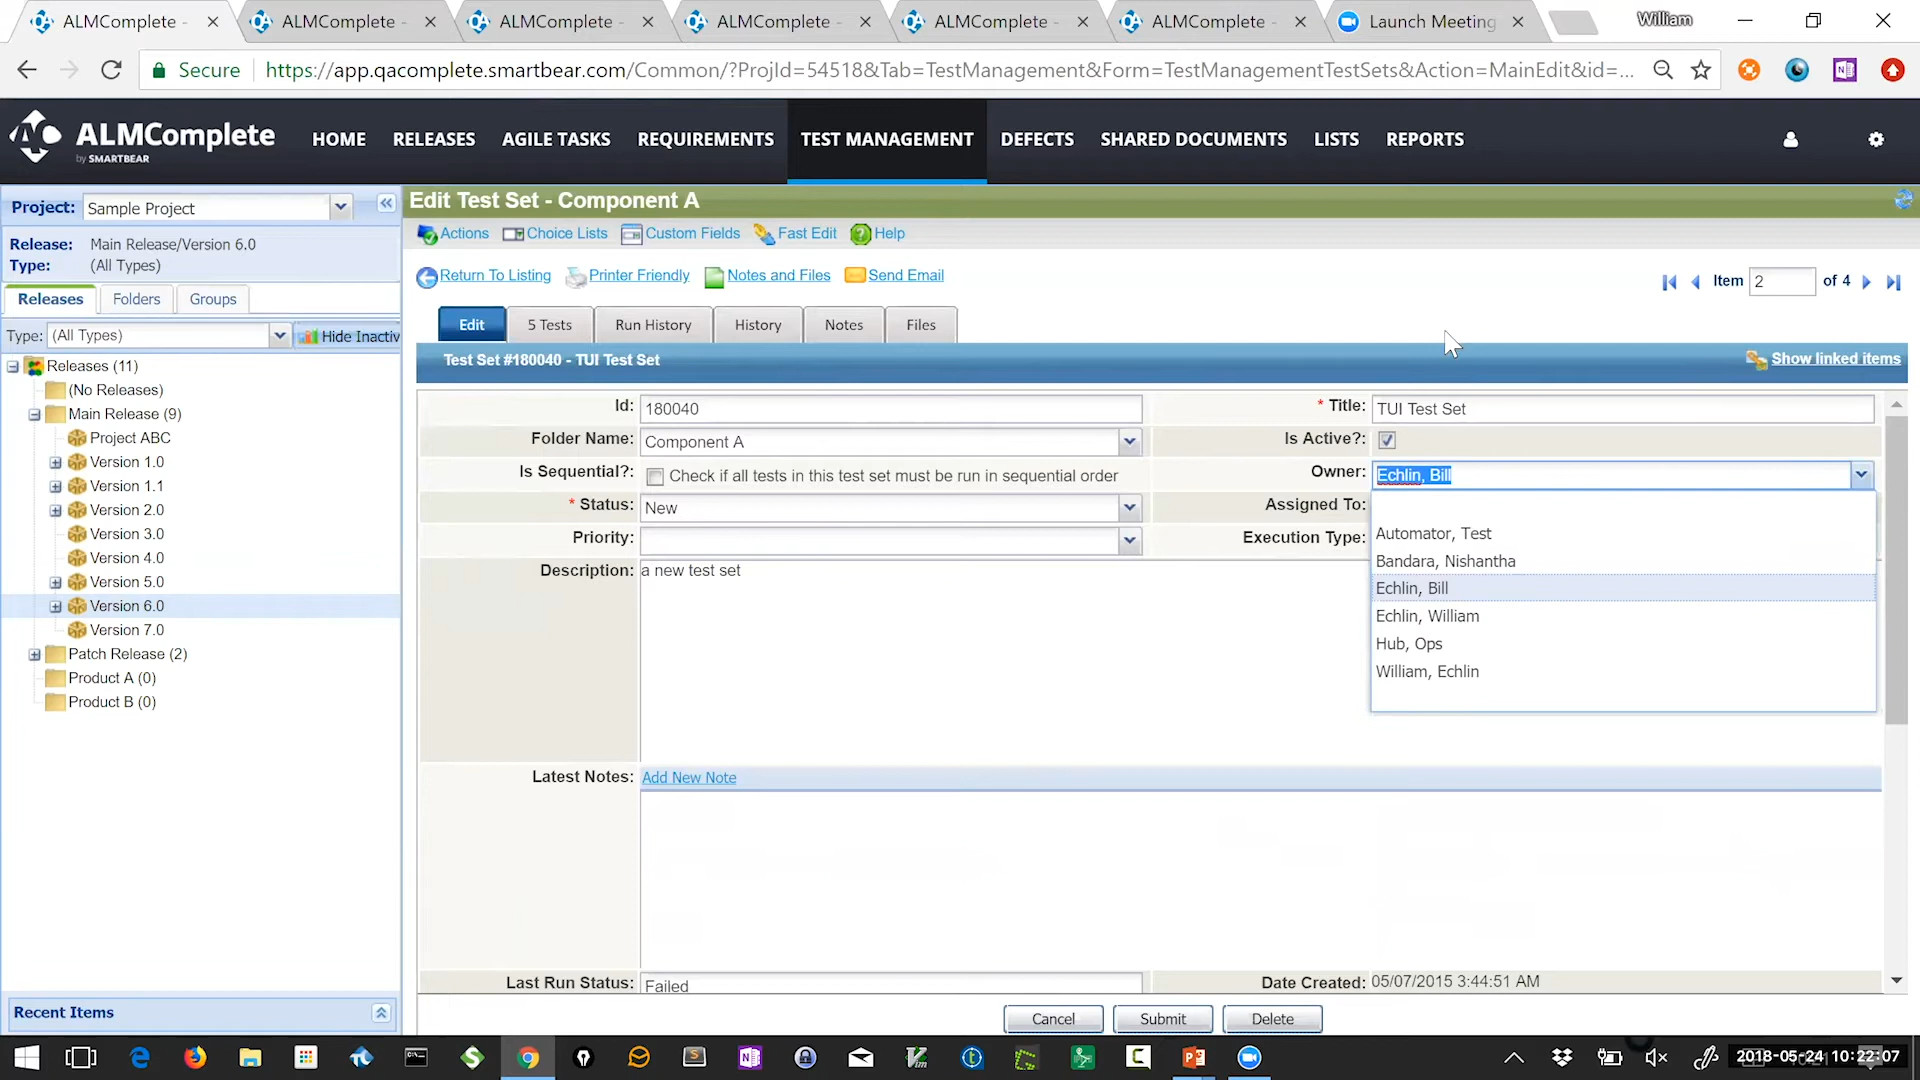 ALMComplete -
ALMComplete -
ALMComplete -
ALMComplete -
ALMComplete -
ALMComplete -
Launch Meeting
William
Secure
https://app.qacomplete.smartbear.com/Common/?ProjId=54518&Tab=TestManagement&Form=TestManagementTestSets&Action=MainEdit&id=...
ALMComplete
by SMARTBEAR
HOME
RELEASES
AGILE TASKS
REQUIREMENTS
TEST MANAGEMENT
DEFECTS
SHARED DOCUMENTS
LISTS
REPORTS
Project: Sample Project
Release: Main Release/Version 6.0
Type: (All Types)
Releases
Folders
Groups
Type: (All Types)
Hide Inactiv
Releases (11)
(No Releases)
Main Release (9)
Project ABC
Version 1.0
Version 1.1
Version 2.0
Version 3.0
Version 4.0
Version 5.0
Version 6.0
Version 7.0
Patch Release (2)
Product A (0)
Product B (0)
Recent Items
Edit Test Set - Component A
Actions
Choice Lists
Custom Fields
Fast Edit
Help
Return To Listing
Printer Friendly
Notes and Files
Send Email
Item 2 of 4
Edit
5 Tests
Run History
History
Notes
Files
Test Set #180040 - TUI Test Set
Show linked items
Id: 180040
* Title: TUI Test Set
Folder Name: Component A
Is Active?:
Is Sequential?: Check if all tests in this test set must be run in sequential order
Owner: Echlin, Bill
* Status: New
Assigned To:
Priority:
Execution Type:
Automator, Test
Bandara, Nishantha
Echlin, Bill
Echlin, William
Hub, Ops
William, Echlin
Description: a new test set
Latest Notes: Add New Note
Last Run Status: Failed
Date Created: 05/07/2015 3:44:51 AM
Cancel
Submit
Delete
2018-05-24 10:22:07